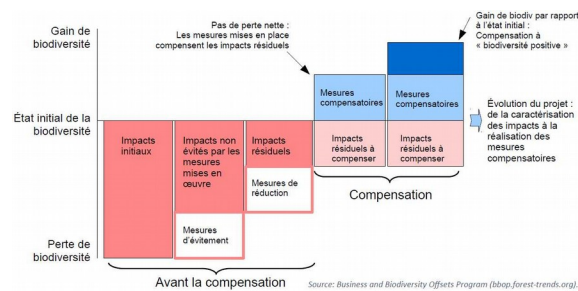 Gain de
biodiversité
État initial de la
biodiversité
Perte de
biodiversité
Pas de perte nette :
Les mesures mises en place
compensent les impacts résiduels
Gain de biodiv par rapport
à l'état initial :
Compensation à
« biodiversité positive »
Impacts
initiaux
Impacts non
évités par les
mesures
mises en
œuvre
Mesures
d'évitement
Impacts
résiduels
Mesures de
réduction
Mesures
compensatoires
Impacts
résiduels à
compenser
Mesures
compensatoires
Impacts
résiduels à
compenser
Évolution du projet :
de la caractérisation
des impacts à la
réalisation des
mesures
compensatoires
Avant la compensation
Compensation
Source: Business and Biodiversity Offsets Program (bbop.forest-trends.org).